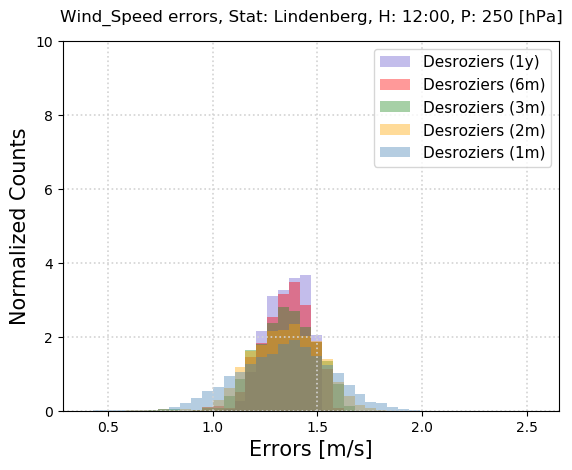 Wind_Speed errors, Stat: Lindenberg, H: 12:00, P: 250 [hPa]
10
8
6
4
2
0
Normalized Counts
Desroziers (1y)
Desroziers (6m)
Desroziers (3m)
Desroziers (2m)
Desroziers (1m)
0.5 1.0 1.5 2.0 2.5
Errors [m/s]